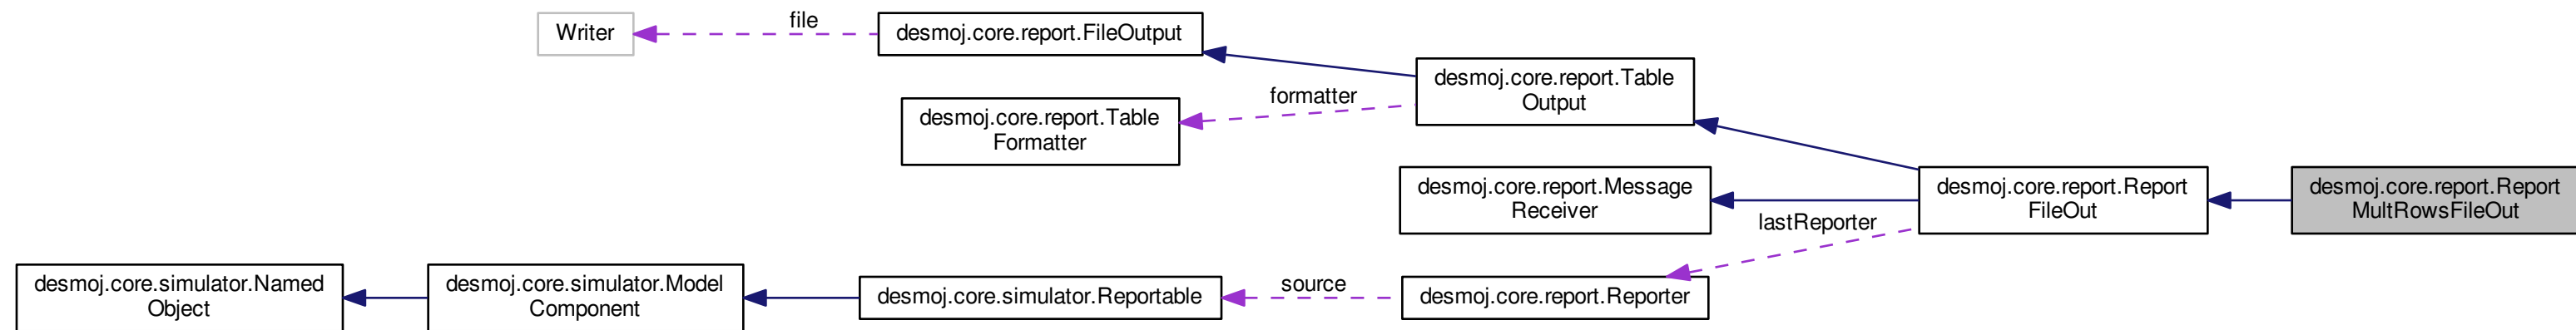 Writer
file
desmoj.core.report.FileOutput
desmoj.core.report.Table
Output
formatter
desmoj.core.report.Table
Formatter
desmoj.core.report.Message
Receiver
desmoj.core.report.Report
FileOut
desmoj.core.report.Report
MultRowsFileOut
lastReporter
desmoj.core.simulator.Named
Object
desmoj.core.simulator.Model
Component
desmoj.core.simulator.Reportable
source
desmoj.core.report.Reporter